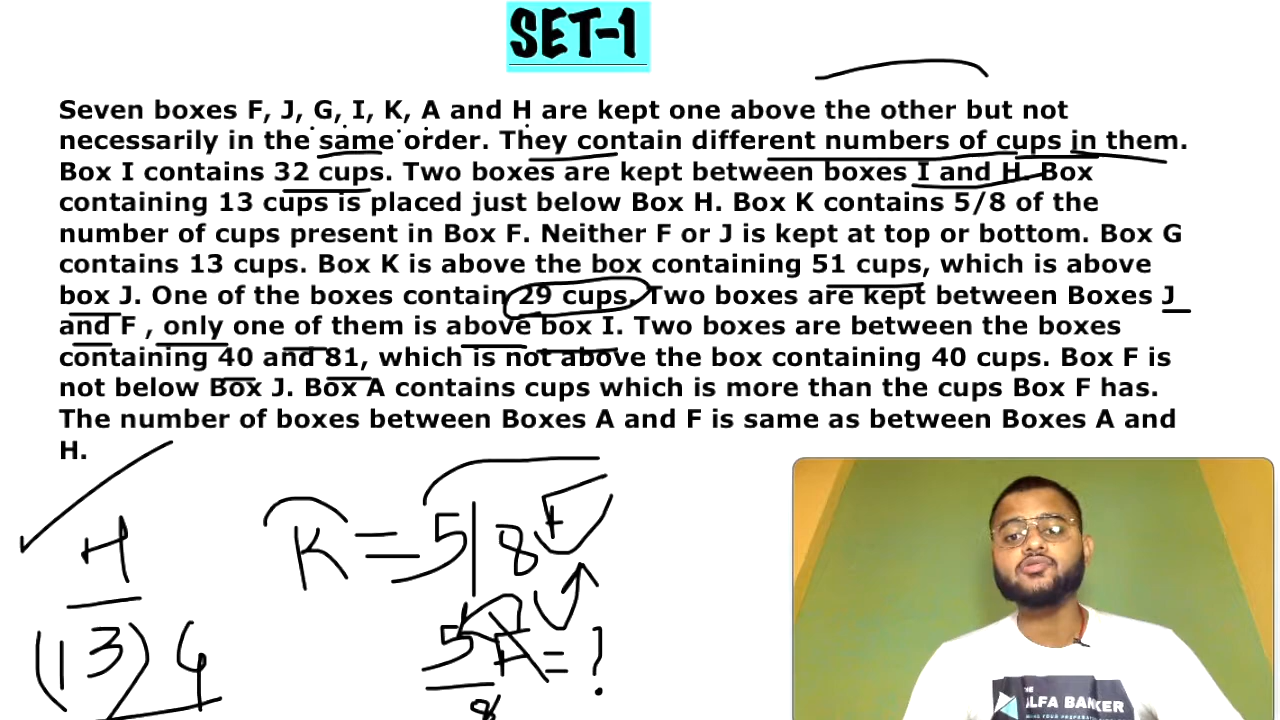 SET-1
Seven boxes F, J, G, I, K, A and H are kept one above the other but not
necessarily in the same order. They contain different numbers of cups in them.
Box I contains 32 cups. Two boxes are kept between boxes I and H. Box
containing 13 cups is placed just below Box H. Box K contains 5/8 of the
number of cups present in Box F. Neither F or J is kept at top or bottom. Box G
contains 13 cups. Box K is above the box containing 51 cups, which is above
box J. One of the boxes contain 29 cups. Two boxes are kept between Boxes J
and F , only one of them is above box I. Two boxes are between the boxes
containing 40 and 81, which is not above the box containing 40 cups. Box F is
not below Box J. Box A contains cups which is more than the cups Box F has.
The number of boxes between Boxes A and F is same as between Boxes A and
H.
H
(13) G
K = 5/8 F
5 F = ?
8
THE
ALFA BANKER